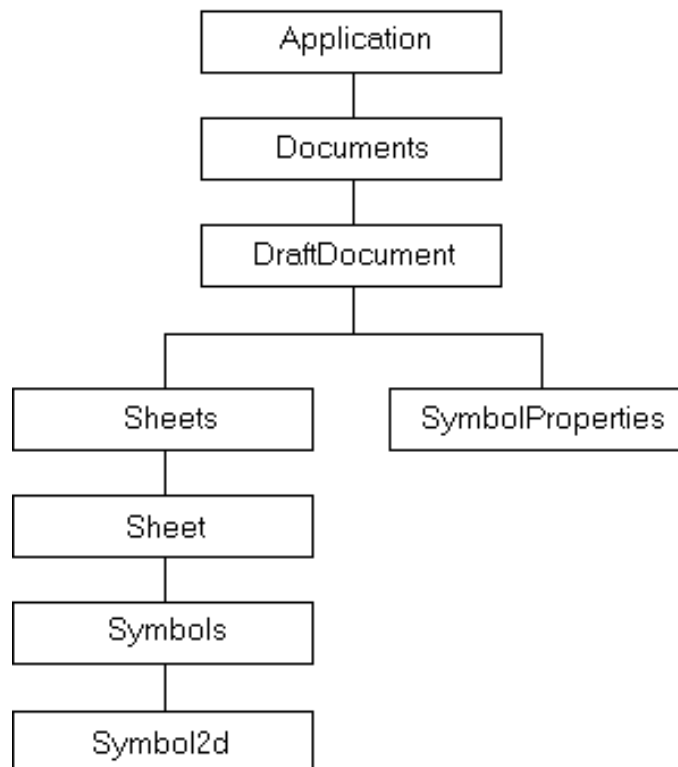 Application
Documents
DraftDocument
Sheets
SymbolProperties
Sheet
Symbols
Symbol2d